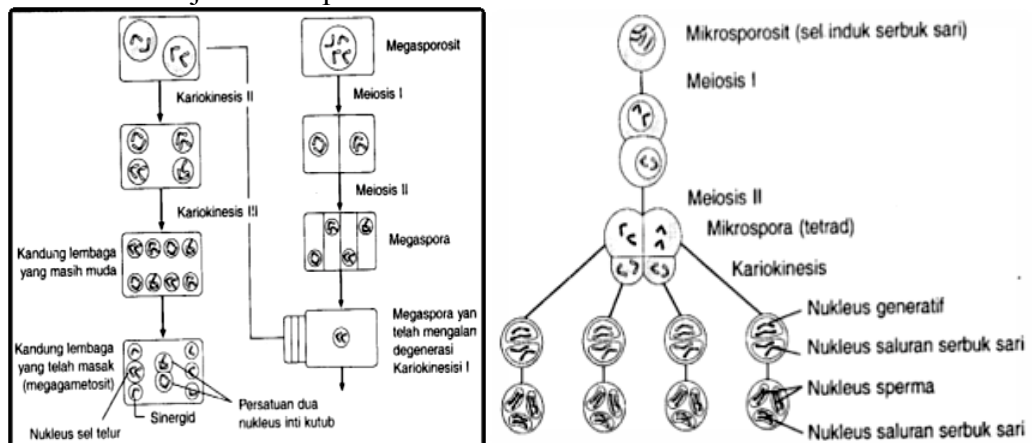 Megasporosit
Kariokinesis II
Meiosis I
Meiosis II
Kariokinesis III
Megaspora
Kandung lembaga
yang masih muda
Megaspora yan
telah mengalan
degenerasi
Kariokinesisi I
Kandung lembaga
yang telah masak
(megagametosit)
Sinergid
Persatuan dua
nukleus inti kutub
Nukleus sel telur
Mikrosporosit (sel induk serbuk sari)
Meiosis I
Meiosis II
Mikrospora (tetrad)
Kariokinesis
Nukleus generatif
Nukleus saluran serbuk sari
Nukleus sperma
Nukleus saluran serbuk sari